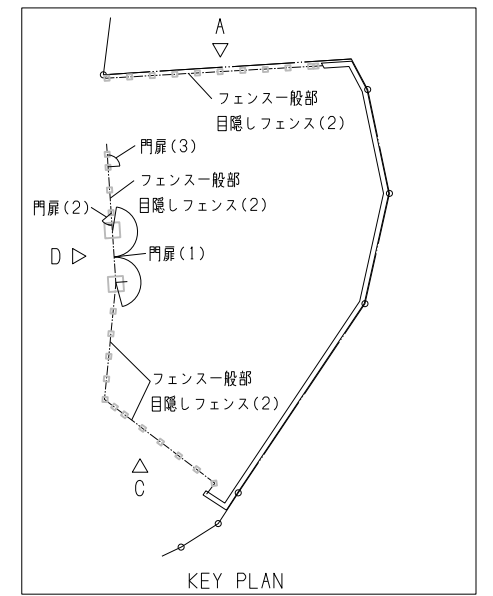 A
フェンス一般部
目隠しフェンス(2)
門扉(3)
フェンス一般部
門扉(2)
目隠しフェンス(2)
D
門扉(1)
フェンス一般部
目隠しフェンス(2)
C
KEY PLAN